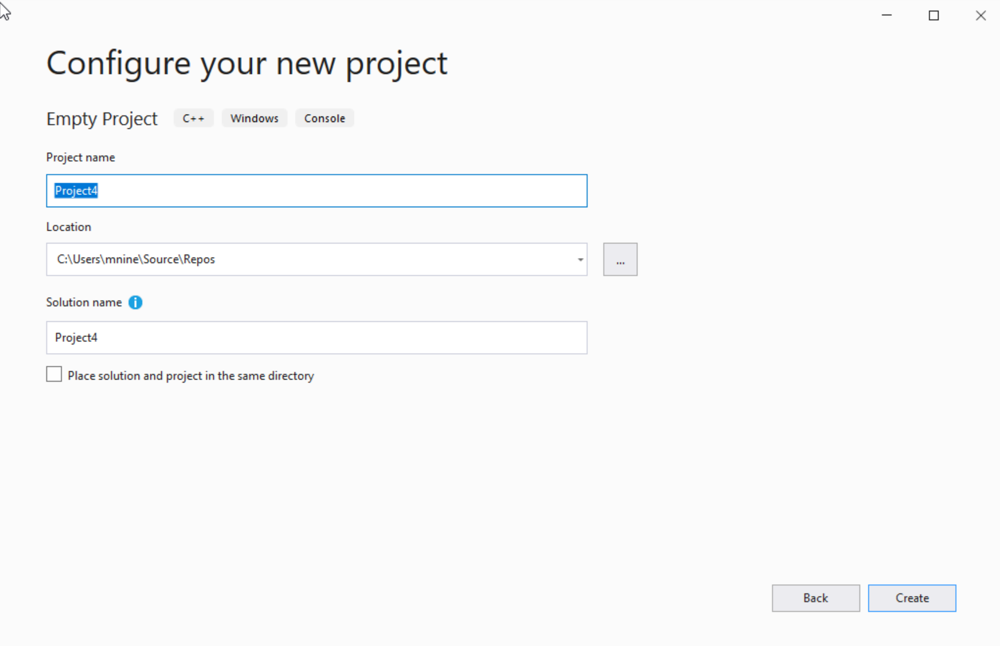 Configure your new project
Empty Project C++ Windows Console
Project name
Project4
Location
C:\Users\mnine\Source\Repos
...
Solution name
Project4
Place solution and project in the same directory
Back Create